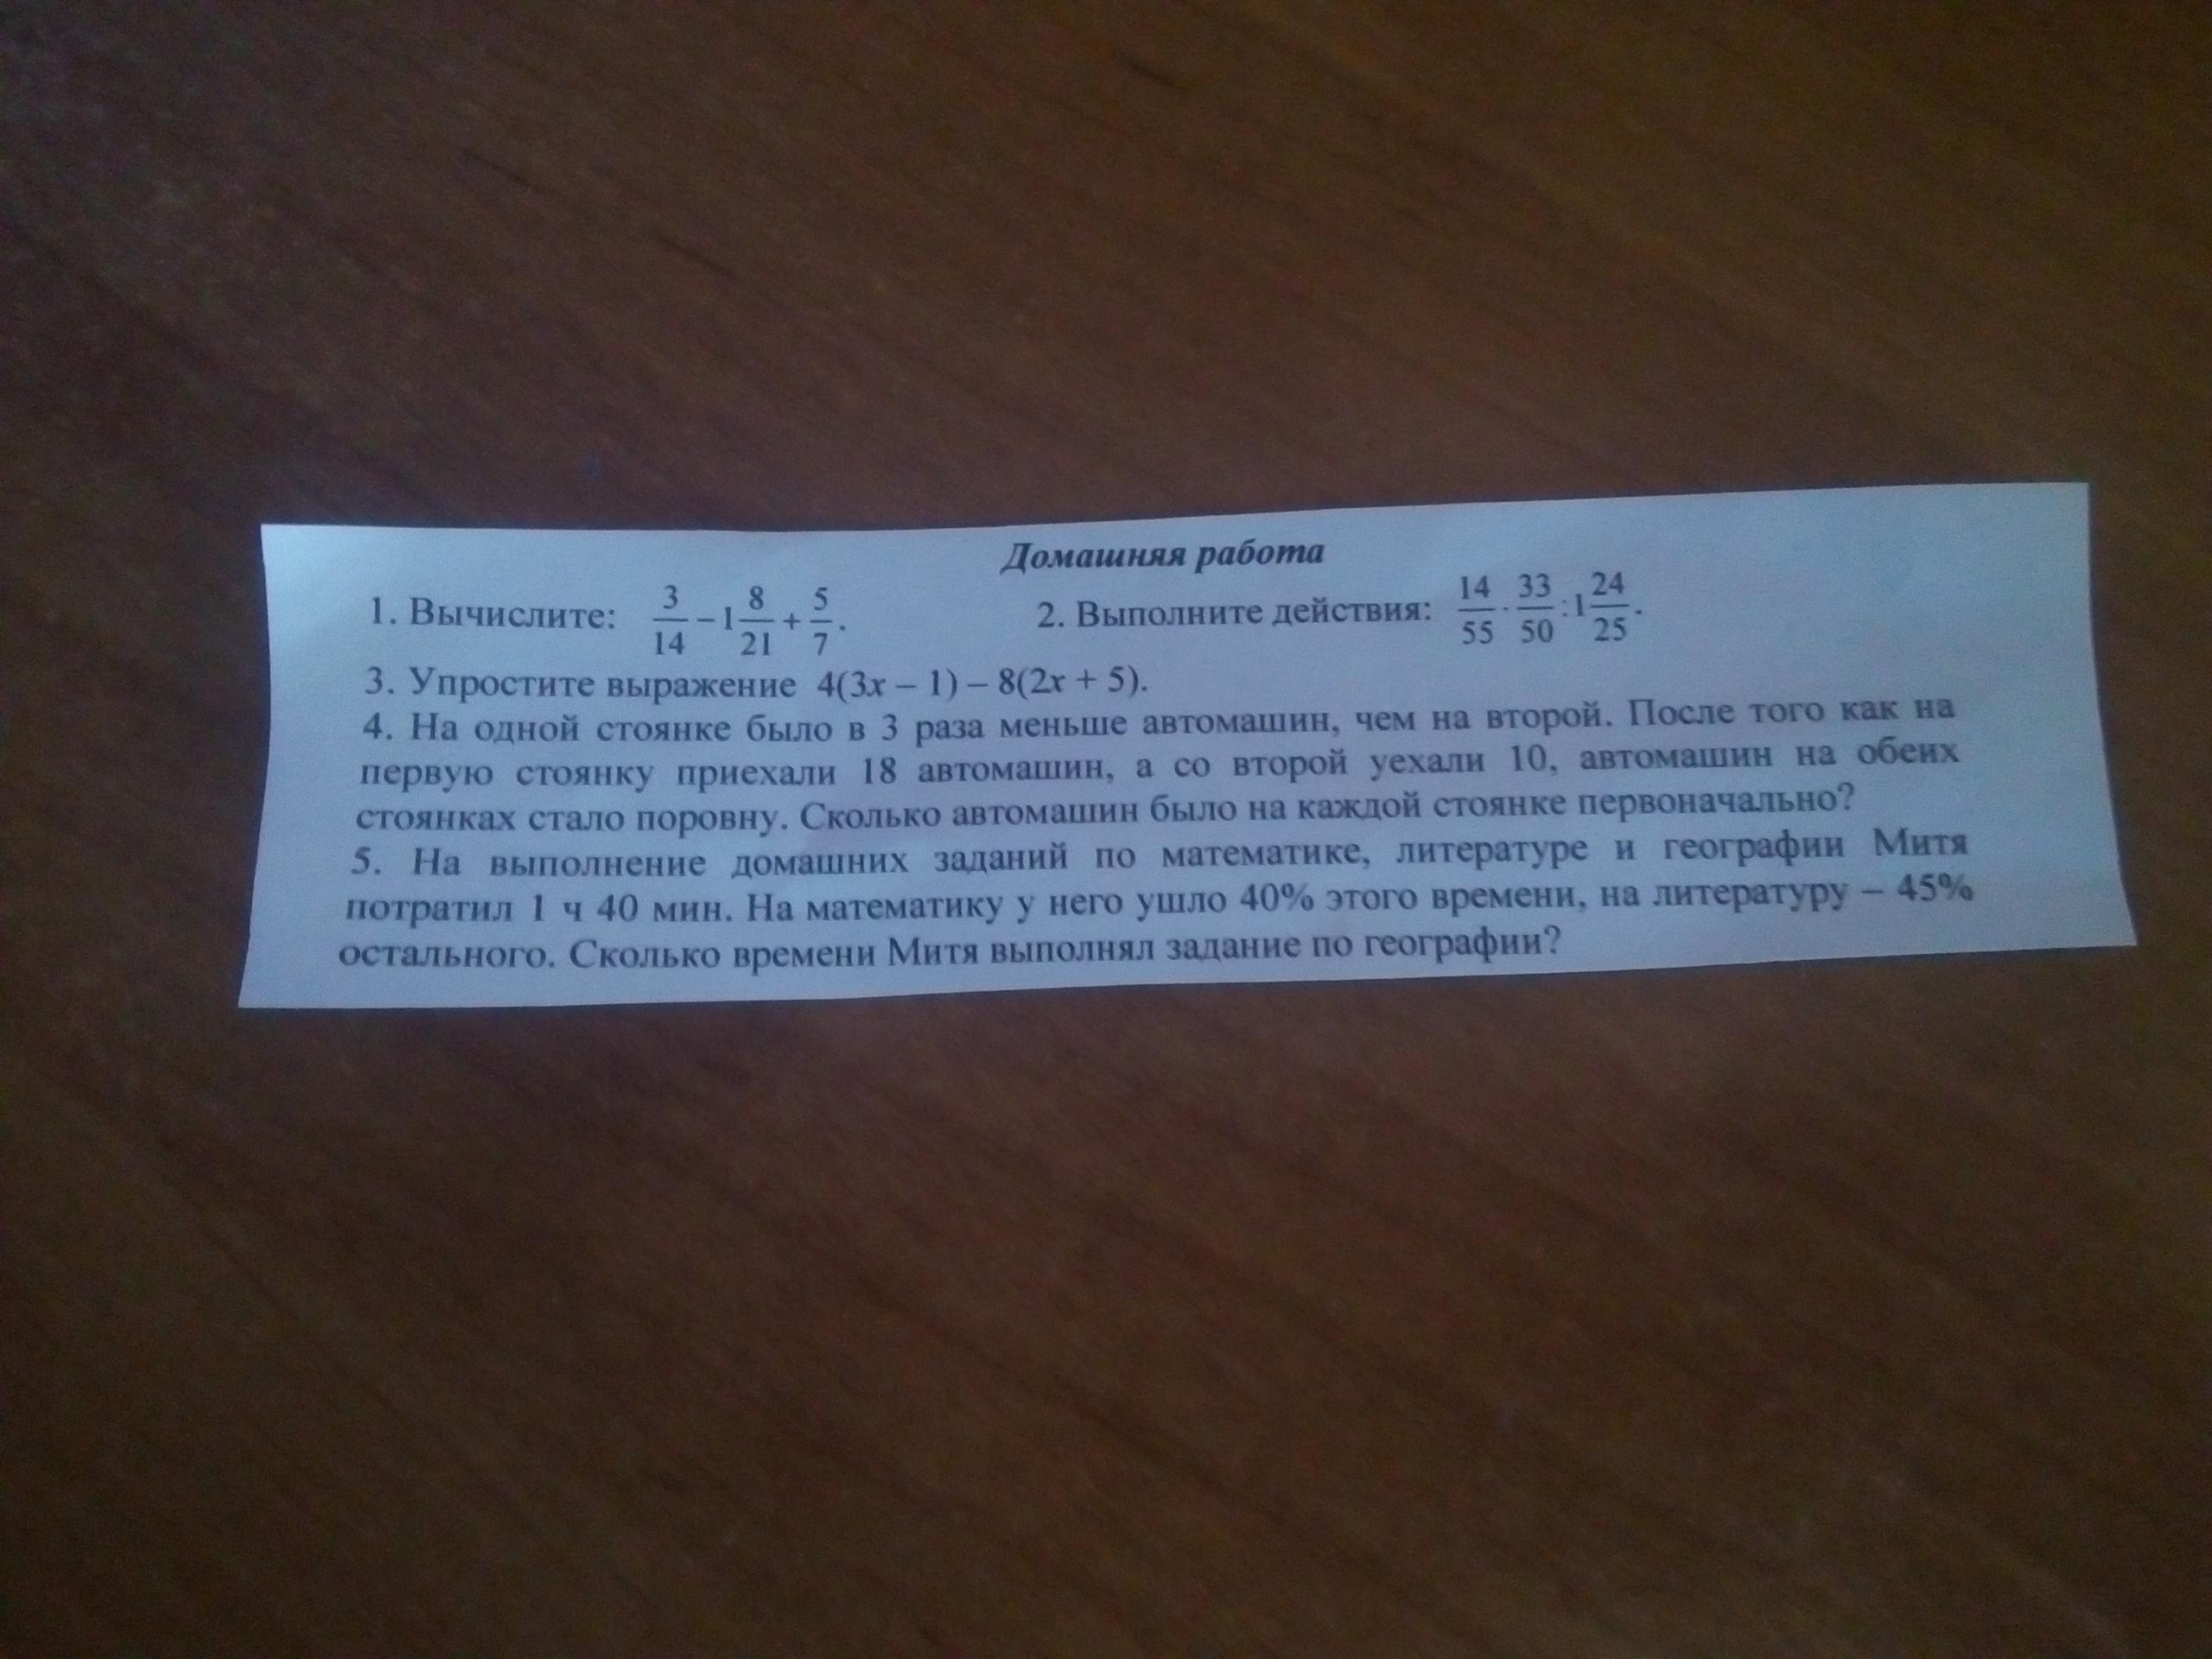 Домашняя работа
1. Вычислите: 3/14 − 1 8/21 + 5/7. 2. Выполните действия: 14/55 · 33/50 : 1 24/25.
3. Упростите выражение 4(3x – 1) – 8(2x + 5).
4. На одной стоянке было в 3 раза меньше автомашин, чем на второй. После того как на
первую стоянку приехали 18 автомашин, а со второй уехали 10, автомашин на обеих
стоянках стало поровну. Сколько автомашин было на каждой стоянке первоначально?
5. На выполнение домашних заданий по математике, литературе и географии Митя
потратил 1 ч 40 мин. На математику у него ушло 40% этого времени, на литературу – 45%
остального. Сколько времени Митя выполнял задание по географии?